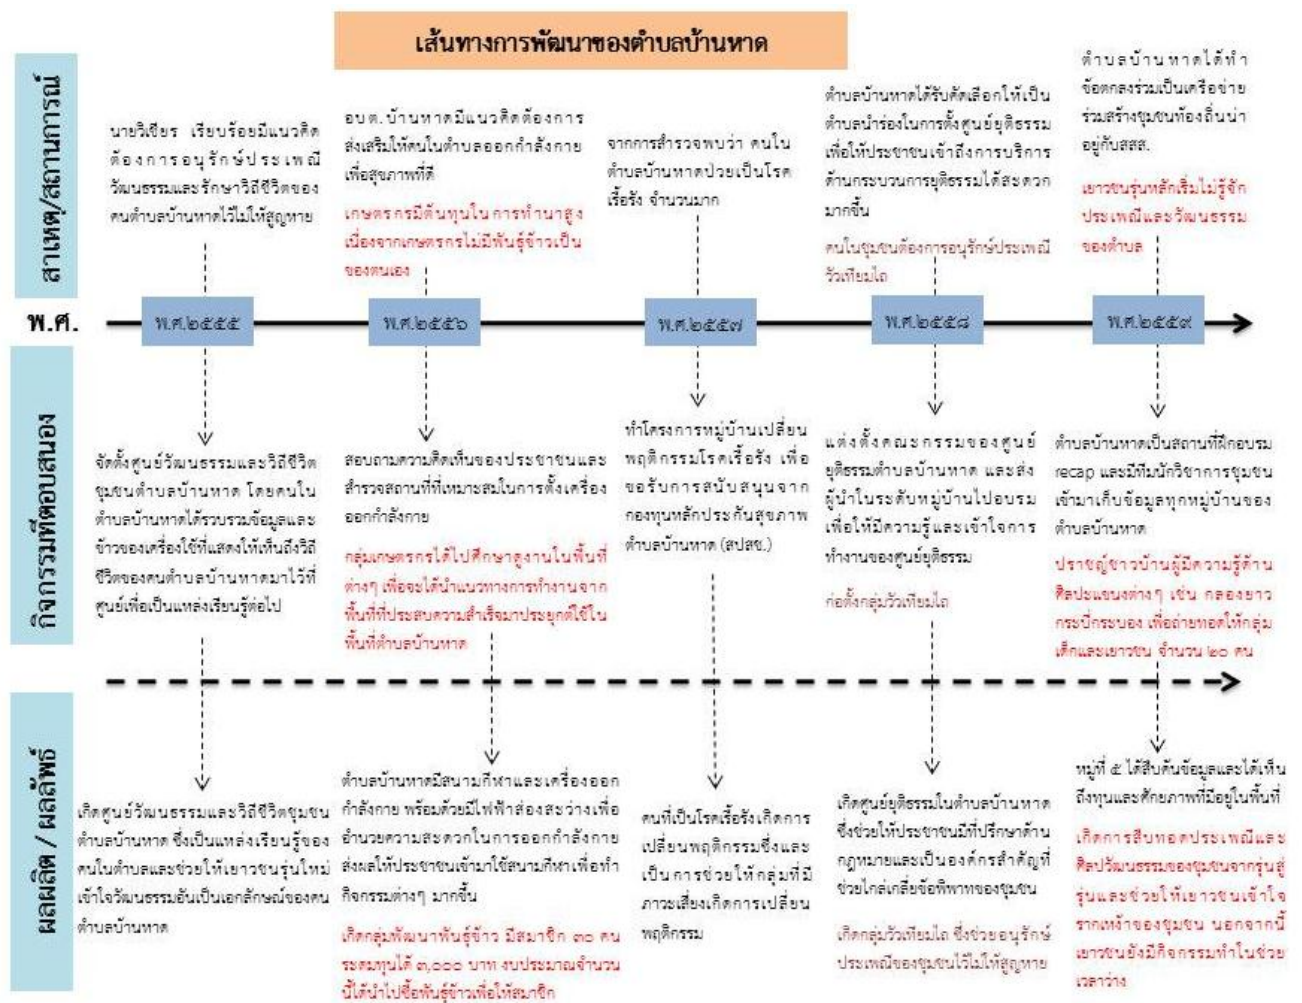 เส้นทางการพัฒนาของตำบลบ้านหาด
สาเหตุ/สถานการณ์
นายวิเชียร เรียบร้อยมีแนวคิด
ต้องการอนุรักษ์ประเพณี
วัฒนธรรมและรักษาวิถีชีวิตของ
คนตำบลบ้านหาดไว้ไม่ให้สูญหาย
อบต.บ้านหาดมีแนวคิดต้องการ
ส่งเสริมให้คนในตำบลออกกำลังกาย
เพื่อสุขภาพที่ดี
เกษตรกรมีต้นทุนในการทำนาสูง
เนื่องจากเกษตรกรไม่มีพันธุ์ข้าวเป็น
ของตนเอง
จากการสำรวจพบว่า คนใน
ตำบลบ้านหาดป่วยเป็นโรค
เรื้อรัง จำนวนมาก
ตำบลบ้านหาดได้รับคัดเลือกให้เป็น
ตำบลนำร่องในการตั้งศูนย์ยุติธรรม
เพื่อให้ประชาชนเข้าถึงการบริการ
ด้านกระบวนการยุติธรรมได้สะดวก
มากขึ้น
คนในชุมชนต้องการอนุรักษ์ประเพณี
วัวเทียมไถ
ตำบลบ้านหาดได้ทำ
ข้อตกลงร่วมเป็นเครือข่าย
ร่วมสร้างชุมชนท้องถิ่นน่า
อยู่กับสสส.
เยาวชนรุ่นหลักเริ่มไม่รู้จัก
ประเพณีและวัฒนธรรม
ของตำบล
พ.ศ.
พ.ศ.๒๕๕๕
พ.ศ.๒๕๕๖
พ.ศ.๒๕๕๗
พ.ศ.๒๕๕๘
พ.ศ.๒๕๕๙
กิจกรรมที่ตอบสนอง
จัดตั้งศูนย์วัฒนธรรมและวิถีชีวิต
ชุมชนตำบลบ้านหาด โดยคนใน
ตำบลบ้านหาดได้รวบรวมข้อมูลและ
ข้าวของเครื่องใช้ที่แสดงให้เห็นถึงวิถี
ชีวิตของคนตำบลบ้านหาดมาไว้ที่
ศูนย์เพื่อเป็นแหล่งเรียนรู้ต่อไป
สอบถามความคิดเห็นของประชาชนและ
สำรวจสถานที่ที่เหมาะสมในการตั้งเครื่อง
ออกกำลังกาย
กลุ่มเกษตรกรได้ไปศึกษาดูงานในพื้นที่
ต่างๆ เพื่อจะได้นำแนวทางการทำงานจาก
พื้นที่ที่ประสบความสำเร็จมาประยุกต์ใช้ใน
พื้นที่ตำบลบ้านหาด
ทำโครงการหมู่บ้านเปลี่ยน
พฤติกรรมโรคเรื้อรัง เพื่อ
ขอรับการสนับสนุนจาก
กองทุนหลักประกันสุขภาพ
ตำบลบ้านหาด (สปสช.)
แต่งตั้งคณะกรรมของศูนย์
ยุติธรรมตำบลบ้านหาด และส่ง
ผู้นำในระดับหมู่บ้านไปอบรม
เพื่อให้มีความรู้และเข้าใจการ
ทำงานของศูนย์ยุติธรรม
ก่อตั้งกลุ่มวัวเทียมไถ
ตำบลบ้านหาดเป็นสถานที่ฝึกอบรม
recap และมีทีมนักวิชาการชุมชน
เข้ามาเก็บข้อมูลทุกหมู่บ้านของ
ตำบลบ้านหาด
ปราชญ์ชาวบ้านผู้มีความรู้ด้าน
ศิลปะแขนงต่างๆ เช่น กลองยาว
กระบี่กระบอง เพื่อถ่ายทอดให้กลุ่ม
เด็กและเยาวชน จำนวน ๒๐ คน
ผลผลิต / ผลลัพธ์
เกิดศูนย์วัฒนธรรมและวิถีชีวิตชุมชน
ตำบลบ้านหาด ซึ่งเป็นแหล่งเรียนรู้ของ
คนในตำบลและช่วยให้เยาวชนรุ่นใหม่
เข้าใจวัฒนธรรมอันเป็นเอกลักษณ์ของคน
ตำบลบ้านหาด
ตำบลบ้านหาดมีสนามกีฬาและเครื่องออก
กำลังกาย พร้อมด้วยมีไฟฟ้าส่องสว่างเพื่อ
อำนวยความสะดวกในการออกกำลังกาย
ส่งผลให้ประชาชนเข้ามาใช้สนามกีฬาเพื่อทำ
กิจกรรมต่างๆ มากขึ้น
เกิดกลุ่มพัฒนาพันธุ์ข้าว มีสมาชิก ๓๐ คน
ระดมทุนได้ ๓,๐๐๐ บาท งบประมาณจำนวน
นี้ได้นำไปซื้อพันธุ์ข้าวเพื่อให้สมาชิก
คนที่เป็นโรคเรื้อรังเกิดการ
เปลี่ยนพฤติกรรมซึ่งและ
เป็นการช่วยให้กลุ่มที่มี
ภาวะเสี่ยงเกิดการเปลี่ยน
พฤติกรรม
เกิดศูนย์ยุติธรรมในตำบลบ้านหาด
ซึ่งช่วยให้ประชาชนมีที่ปรึกษาด้าน
กฎหมายและเป็นองค์กรสำคัญที่
ช่วยไกล่เกลี่ยข้อพิพาทของชุมชน
เกิดกลุ่มวัวเทียมไถ ซึ่งช่วยอนุรักษ์
ประเพณีของชุมชนไว้ไม่ให้สูญหาย
หมู่ที่ ๕ ได้สืบค้นข้อมูลและได้เห็น
ถึงทุนและศักยภาพที่มีอยู่ในพื้นที่
เกิดการสืบทอดประเพณีและ
ศิลปวัฒนธรรมของชุมชนจากรุ่นสู่
รุ่นและช่วยให้เยาวชนเข้าใจ
รากเหง้าของชุมชน นอกจากนี้
เยาวชนยังมีกิจกรรมทำในช่วย
เวลาว่าง